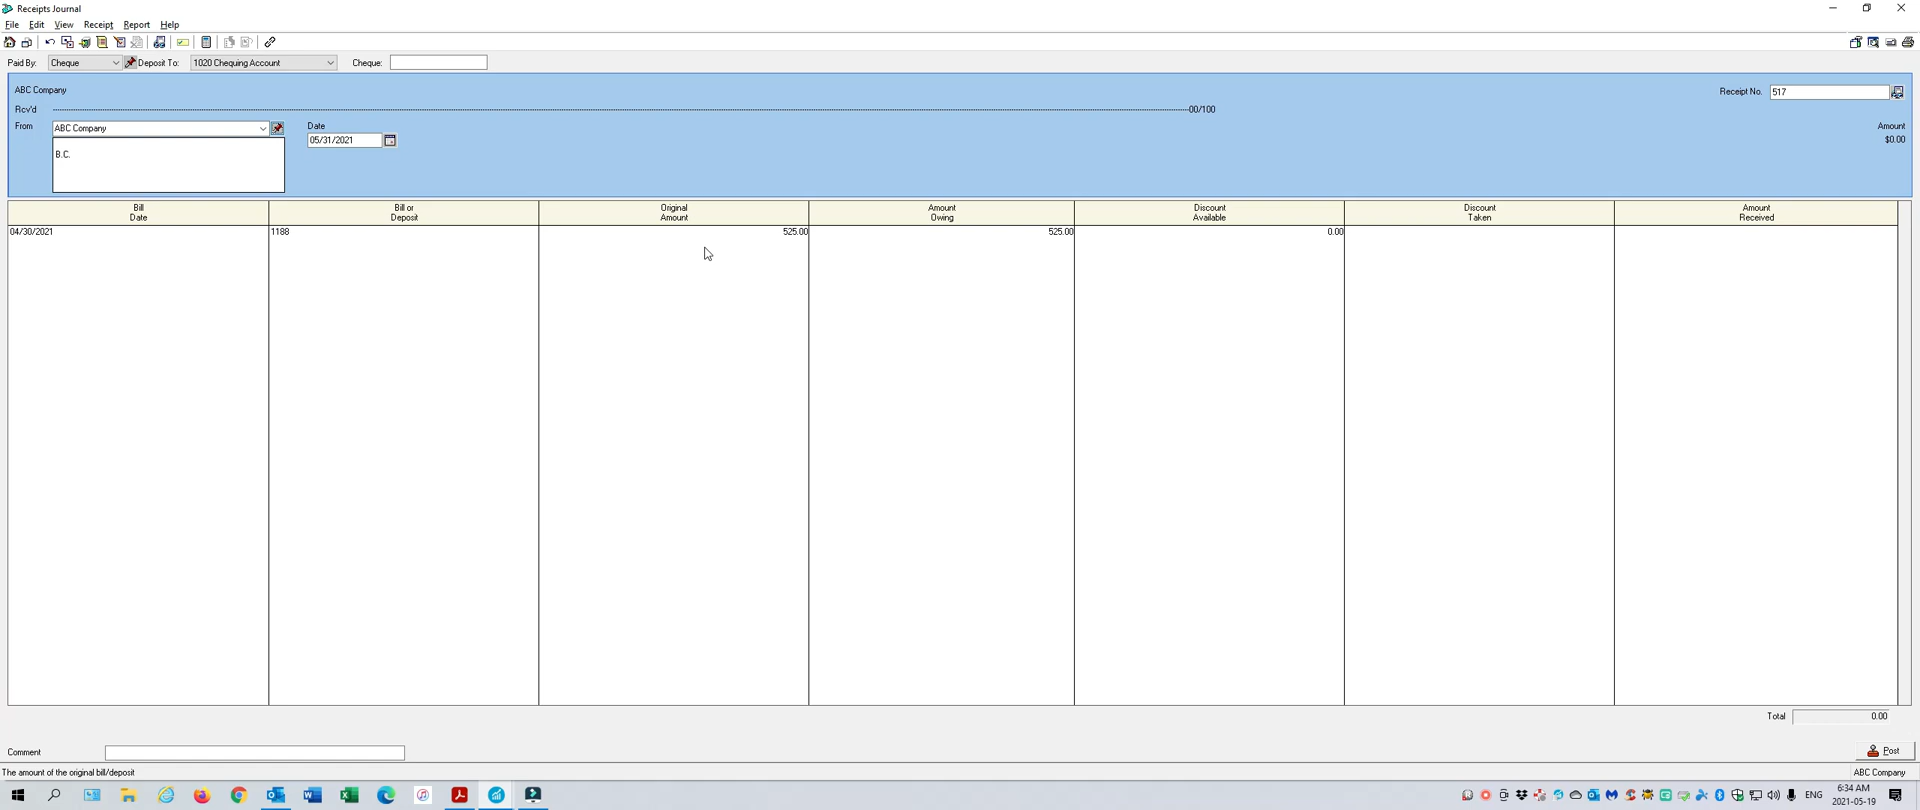 Receipts Journal
File Edit View Receipt Report Help
Paid By: Cheque Deposit To: 1020 Chequing Account Cheque:
ABC Company
Receipt No. 517
Rcv'd 00/100
From ABC Company Date Amount
05/31/2021 $0.00
B.C.
Bill Date Bill or Deposit Original Amount Amount Owing Discount Available Discount Taken Amount Received
04/30/2021 1188 525.00 525.00 0.00
Total 0.00
Comment
Post
The amount of the original bill/deposit ABC Company
ENG 6:34 AM
2021-05-19